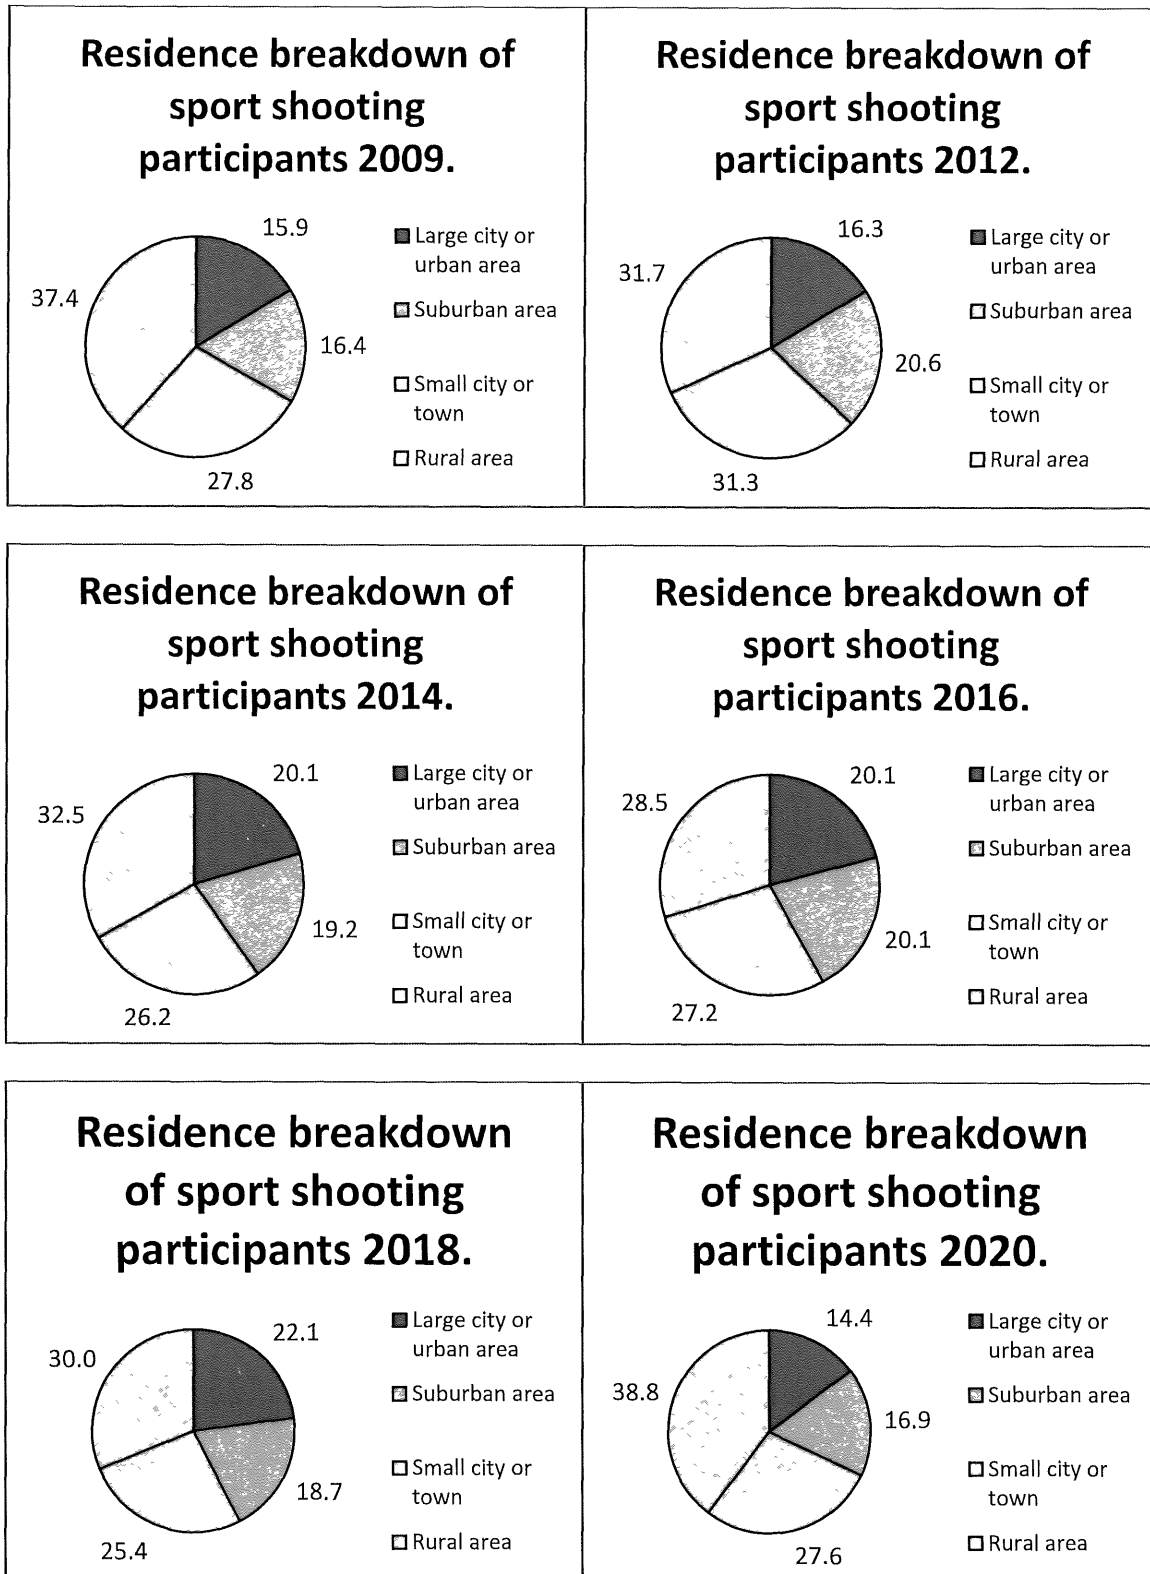 Residence breakdown of
sport shooting
participants 2009.
15.9
37.4
16.4
27.8
Large city or
urban area
Suburban area
Small city or
town
Rural area
Residence breakdown of
sport shooting
participants 2012.
16.3
31.7
20.6
31.3
Large city or
urban area
Suburban area
Small city or
town
Rural area
Residence breakdown of
sport shooting
participants 2014.
20.1
32.5
19.2
26.2
Large city or
urban area
Suburban area
Small city or
town
Rural area
Residence breakdown of
sport shooting
participants 2016.
20.1
28.5
20.1
27.2
Large city or
urban area
Suburban area
Small city or
town
Rural area
Residence breakdown
of sport shooting
participants 2018.
22.1
30.0
18.7
25.4
Large city or
urban area
Suburban area
Small city or
town
Rural area
Residence breakdown
of sport shooting
participants 2020.
14.4
38.8
16.9
27.6
Large city or
urban area
Suburban area
Small city or
town
Rural area